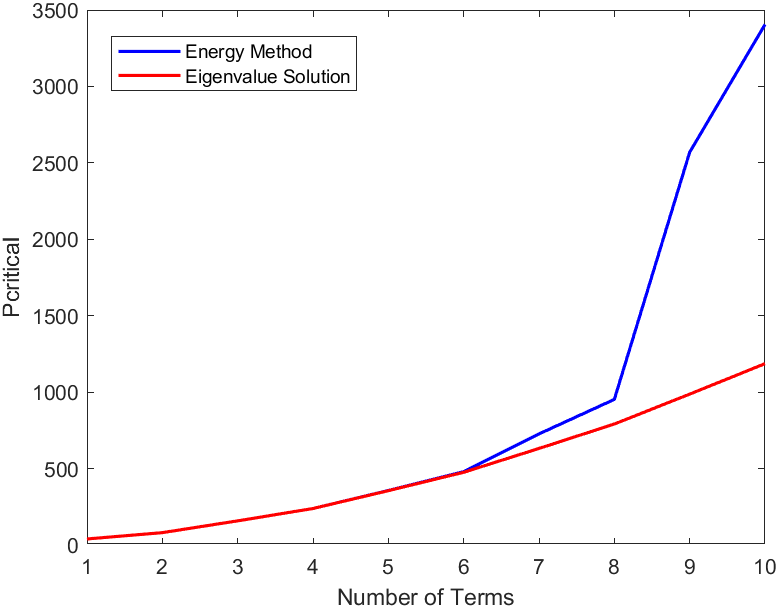 3500
3000
2500
2000
1500
1000
500
0
Pcritical
Energy Method
Eigenvalue Solution
1 2 3 4 5 6 7 8 9 10
Number of Terms